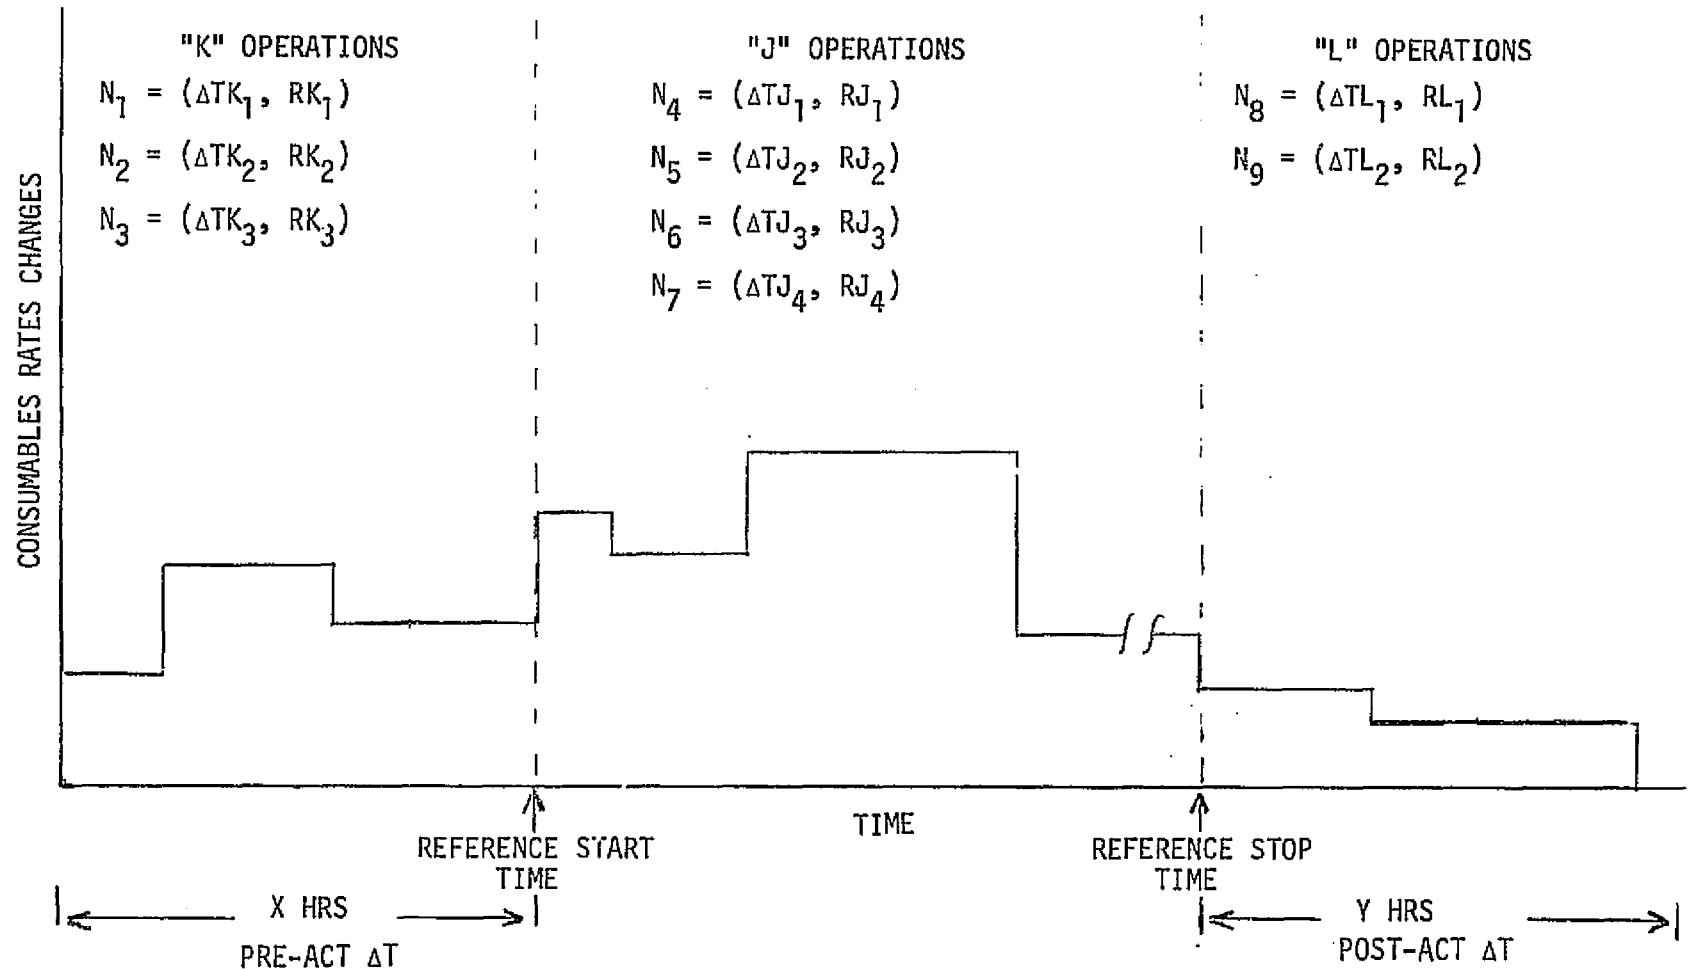 "K" OPERATIONS
N₁ = (ΔTK₁, RK₁)
N₂ = (ΔTK₂, RK₂)
N₃ = (ΔTK₃, RK₃)
"J" OPERATIONS
N₄ = (ΔTJ₁, RJ₁)
N₅ = (ΔTJ₂, RJ₂)
N₆ = (ΔTJ₃, RJ₃)
N₇ = (ΔTJ₄, RJ₄)
"L" OPERATIONS
N₈ = (ΔTL₁, RL₁)
N₉ = (ΔTL₂, RL₂)
CONSUMABLES RATES CHANGES
TIME
REFERENCE START
TIME
REFERENCE STOP
TIME
X HRS
PRE-ACT ΔT
Y HRS
POST-ACT ΔT